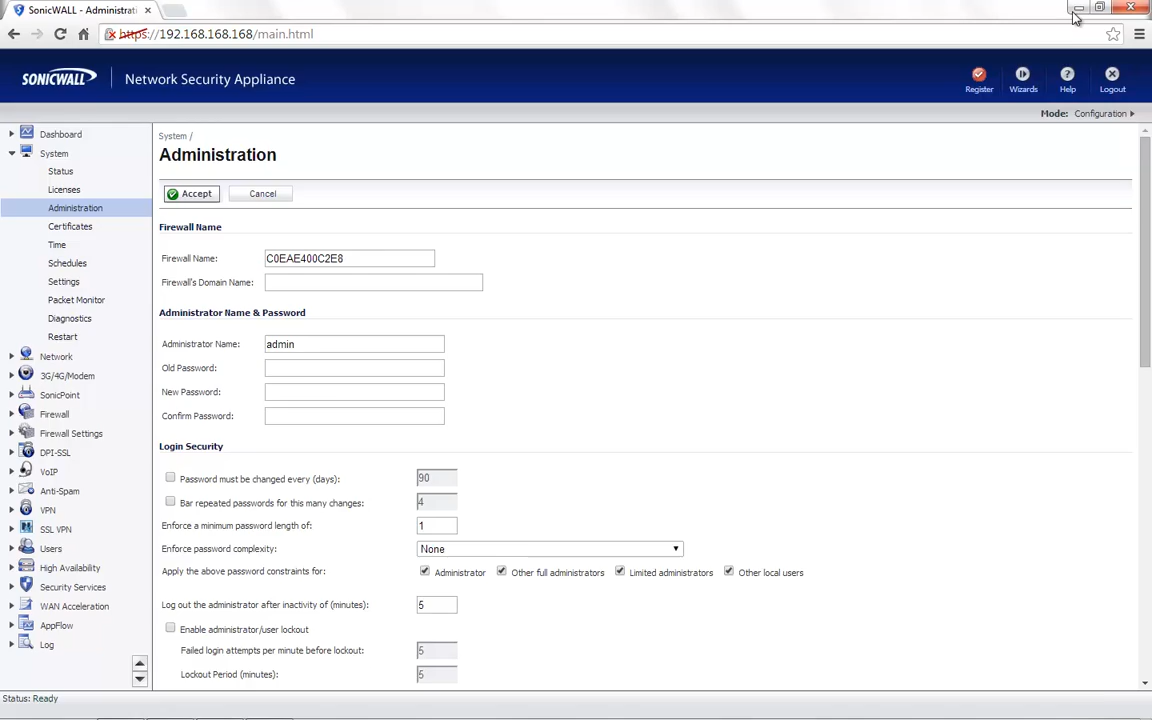 SonicWALL - Administrati
https://192.168.168.168/main.html
SONICWALL
Network Security Appliance
Register
Wizards
Help
Logout
Mode: Configuration
Dashboard
System
Status
Licenses
Administration
Certificates
Time
Schedules
Settings
Packet Monitor
Diagnostics
Restart
Network
3G/4G/Modem
SonicPoint
Firewall
Firewall Settings
DPI-SSL
VoIP
Anti-Spam
VPN
SSL VPN
Users
High Availability
Security Services
WAN Acceleration
AppFlow
Log
System /
Administration
Accept
Cancel
Firewall Name
Firewall Name: C0EAE400C2E8
Firewall's Domain Name:
Administrator Name & Password
Administrator Name: admin
Old Password:
New Password:
Confirm Password:
Login Security
Password must be changed every (days): 90
Bar repeated passwords for this many changes: 4
Enforce a minimum password length of: 1
Enforce password complexity: None
Apply the above password constraints for: Administrator Other full administrators Limited administrators Other local users
Log out the administrator after inactivity of (minutes): 5
Enable administrator/user lockout
Failed login attempts per minute before lockout: 5
Lockout Period (minutes): 5
Status: Ready